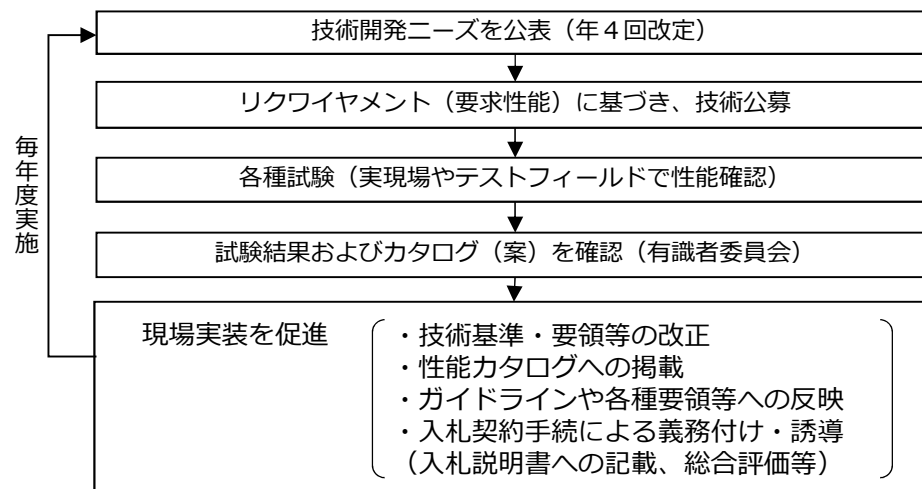 技術開発ニーズを公表（年４回改定）
リクワイヤメント（要求性能）に基づき、技術公募
各種試験（実現場やテストフィールドで性能確認）
試験結果およびカタログ（案）を確認（有識者委員会）
毎年度実施
現場実装を促進
・技術基準・要領等の改正
・性能カタログへの掲載
・ガイドラインや各種要領等への反映
・入札契約手続による義務付け・誘導
（入札説明書への記載、総合評価等）